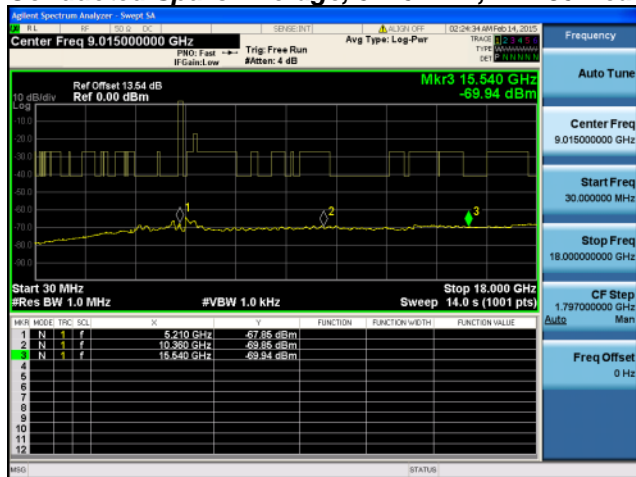 Agilent Spectrum Analyzer - Swept SA
RL RF 50 Ω DC SENSE:INT ALIGN OFF 02:24:34 AM Feb 14, 2015
Center Freq 9.015000000 GHz
PNO: Fast
IFGain:Low
Trig: Free Run
#Atten: 4 dB
Avg Type: Log-Pwr
TRACE 1 2 3 4 5 6
TYPE
DET P N N N N N
Ref Offset 13.54 dB
10 dB/div Ref 0.00 dBm
Log
Mkr3 15.540 GHz
-69.94 dBm
-10.0
-20.0
-30.0
-40.0
-50.0
-60.0
-70.0
-80.0
-90.0
1
2
3
Start 30 MHz
Stop 18.000 GHz
#Res BW 1.0 MHz #VBW 1.0 kHz Sweep 14.0 s (1001 pts)
MKR MODE TRC SCL X Y FUNCTION FUNCTION WIDTH FUNCTION VALUE
1 N 1 f 5.210 GHz -67.85 dBm
2 N 1 f 10.360 GHz -69.85 dBm
3 N 1 f 15.540 GHz -69.94 dBm
4
5
6
7
8
9
10
11
12
MSG STATUS
Frequency
Auto Tune
Center Freq
9.015000000 GHz
Start Freq
30.000000 MHz
Stop Freq
18.000000000 GHz
CF Step
1.797000000 GHz
Auto Man
Freq Offset
0 Hz